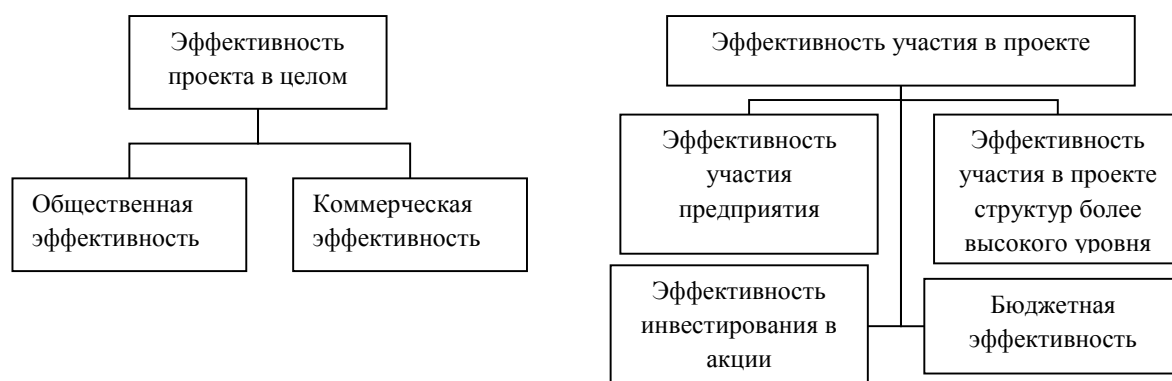 Эффективность
проекта в целом
Общественная
эффективность
Коммерческая
эффективность
Эффективность участия в проекте
Эффективность
участия
предприятия
Эффективность
участия в проекте
структур более
высокого уровня
Эффективность
инвестирования в
акции
Бюджетная
эффективность